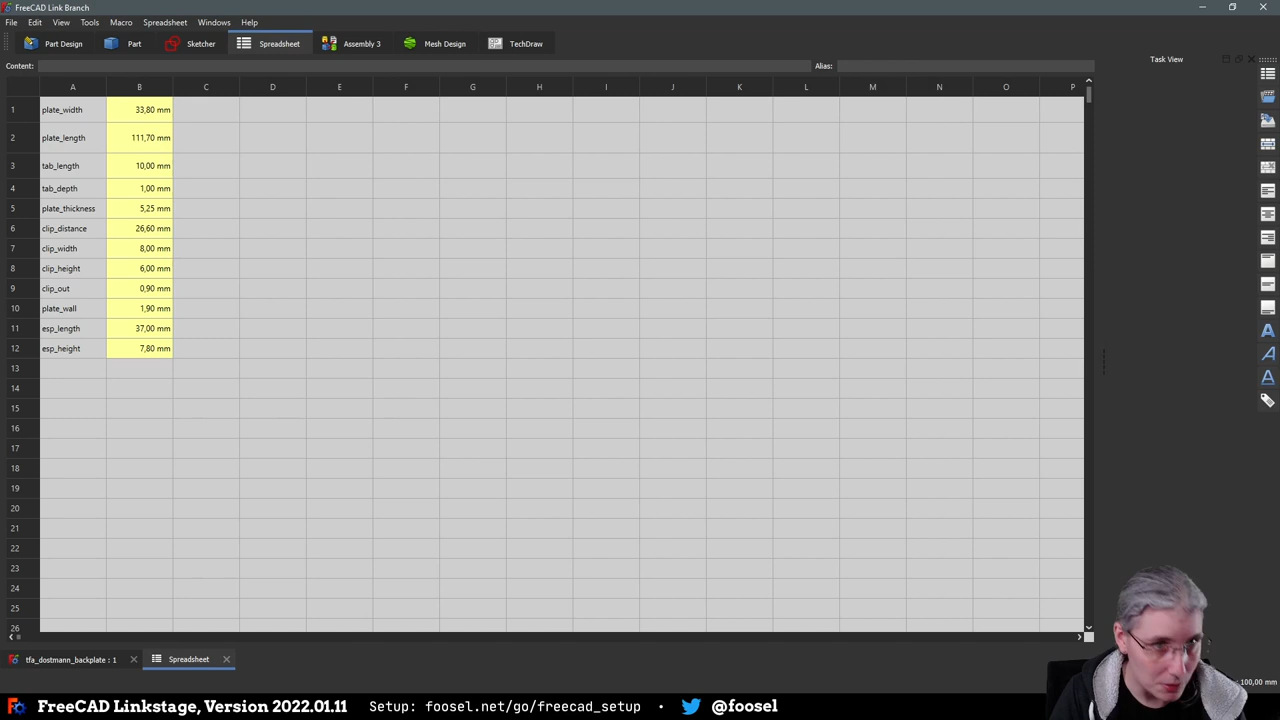 FreeCAD Link Branch
File Edit View Tools Macro Spreadsheet Windows Help
Part Design Part Sketcher Spreadsheet Assembly 3 Mesh Design TechDraw
Content: Alias: Task View
A B C D E F G H I J K L M N O P
1 plate_width 33,80 mm
2 plate_length 111,70 mm
3 tab_length 10,00 mm
4 tab_depth 1,00 mm
5 plate_thickness 5,25 mm
6 clip_distance 26,60 mm
7 clip_width 8,00 mm
8 clip_height 6,00 mm
9 clip_out 0,90 mm
10 plate_wall 1,90 mm
11 esp_length 37,00 mm
12 esp_height 7,80 mm
13
14
15
16
17
18
19
20
21
22
23
24
25
26
tfa_dostmann_backplate : 1 Spreadsheet
: 100,00 mm
FreeCAD Linkstage, Version 2022.01.11 Setup: foosel.net/go/freecad_setup • @foosel